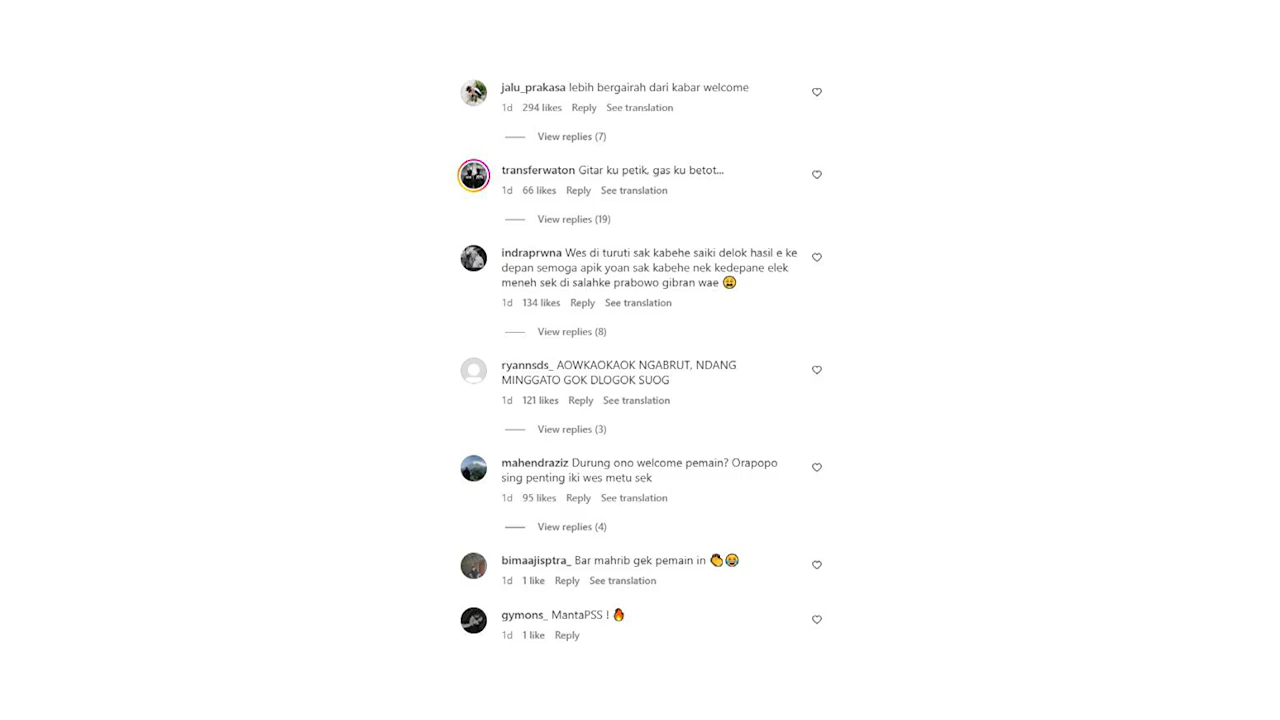 jalu_prakasa lebih bergairah dari kabar welcome
1d 294 likes Reply See translation
View replies (7)
transferwaton Gitar ku petik, gas ku betot...
1d 66 likes Reply See translation
View replies (19)
indraprwna Wes di turuti sak kabehe saiki delok hasil e ke
depan semoga apik yoan sak kabehe nek kedepane elek
meneh sek di salahke prabowo gibran wae 😩
1d 134 likes Reply See translation
View replies (8)
ryannsds_ AOWKAOKAOK NGABRUT, NDANG
MINGGATO GOK DLOGOK SUOG
1d 121 likes Reply See translation
View replies (3)
mahendraziz Durung ono welcome pemain? Orapopo
sing penting iki wes metu sek
1d 95 likes Reply See translation
View replies (4)
bimaajisptra_ Bar mahrib gek pemain in 👏😭
1d 1 like Reply See translation
gymons_ MantaPSS ! 🔥
1d 1 like Reply